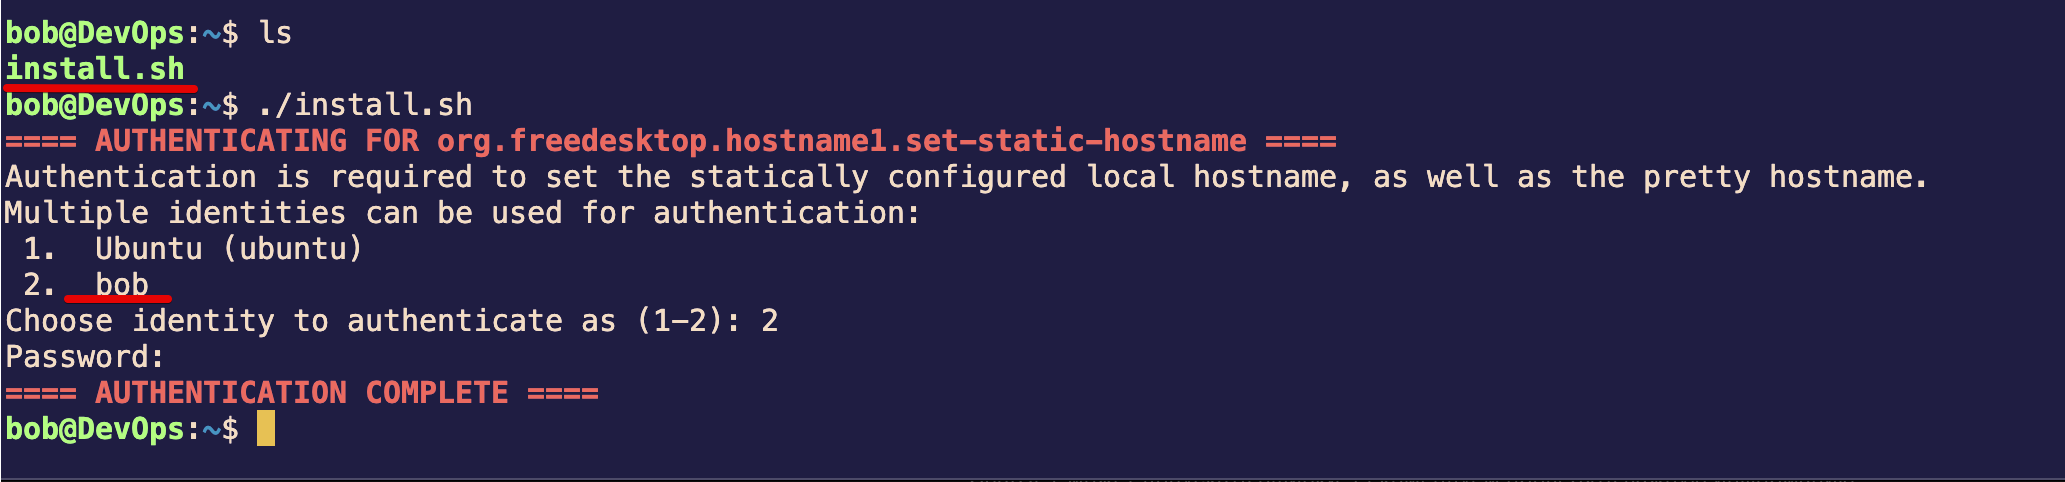 bob@DevOps:~$ ls
install.sh
bob@DevOps:~$ ./install.sh
==== AUTHENTICATING FOR org.freedesktop.hostname1.set-static-hostname ====
Authentication is required to set the statically configured local hostname, as well as the pretty hostname.
Multiple identities can be used for authentication:
 1.  Ubuntu (ubuntu)
 2.  bob
Choose identity to authenticate as (1-2): 2
Password:
==== AUTHENTICATION COMPLETE ====
bob@DevOps:~$